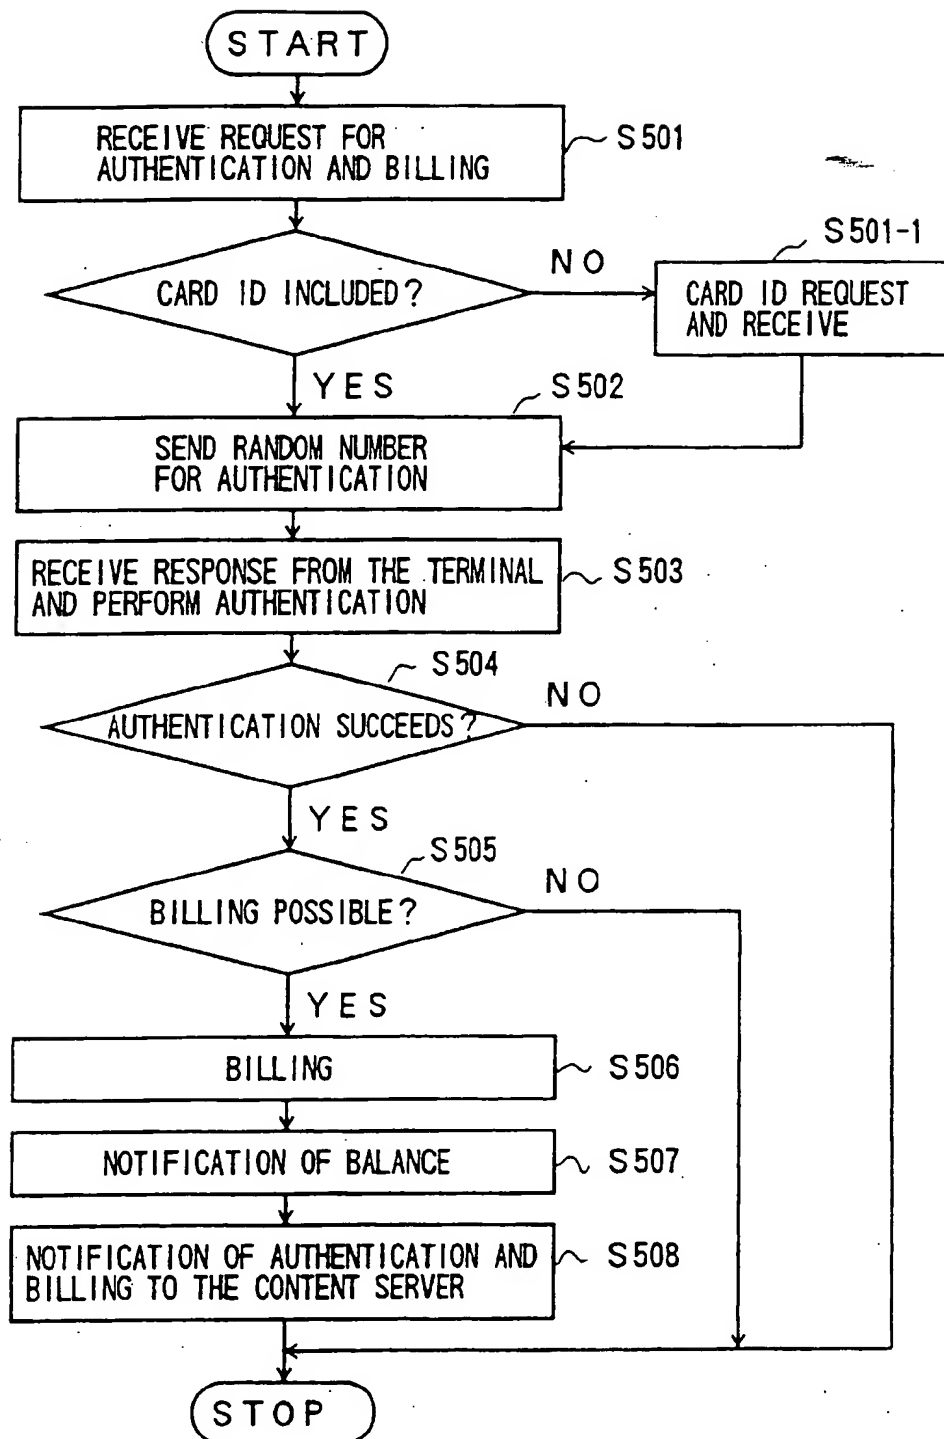 START
RECEIVE REQUEST FOR
AUTHENTICATION AND BILLING
S501
CARD ID INCLUDED?
NO
S501-1
CARD ID REQUEST
AND RECEIVE
YES
S502
SEND RANDOM NUMBER
FOR AUTHENTICATION
RECEIVE RESPONSE FROM THE TERMINAL
AND PERFORM AUTHENTICATION
S503
S504
AUTHENTICATION SUCCEEDS?
NO
YES
S505
BILLING POSSIBLE?
NO
YES
BILLING
S506
NOTIFICATION OF BALANCE
S507
NOTIFICATION OF AUTHENTICATION AND
BILLING TO THE CONTENT SERVER
S508
STOP